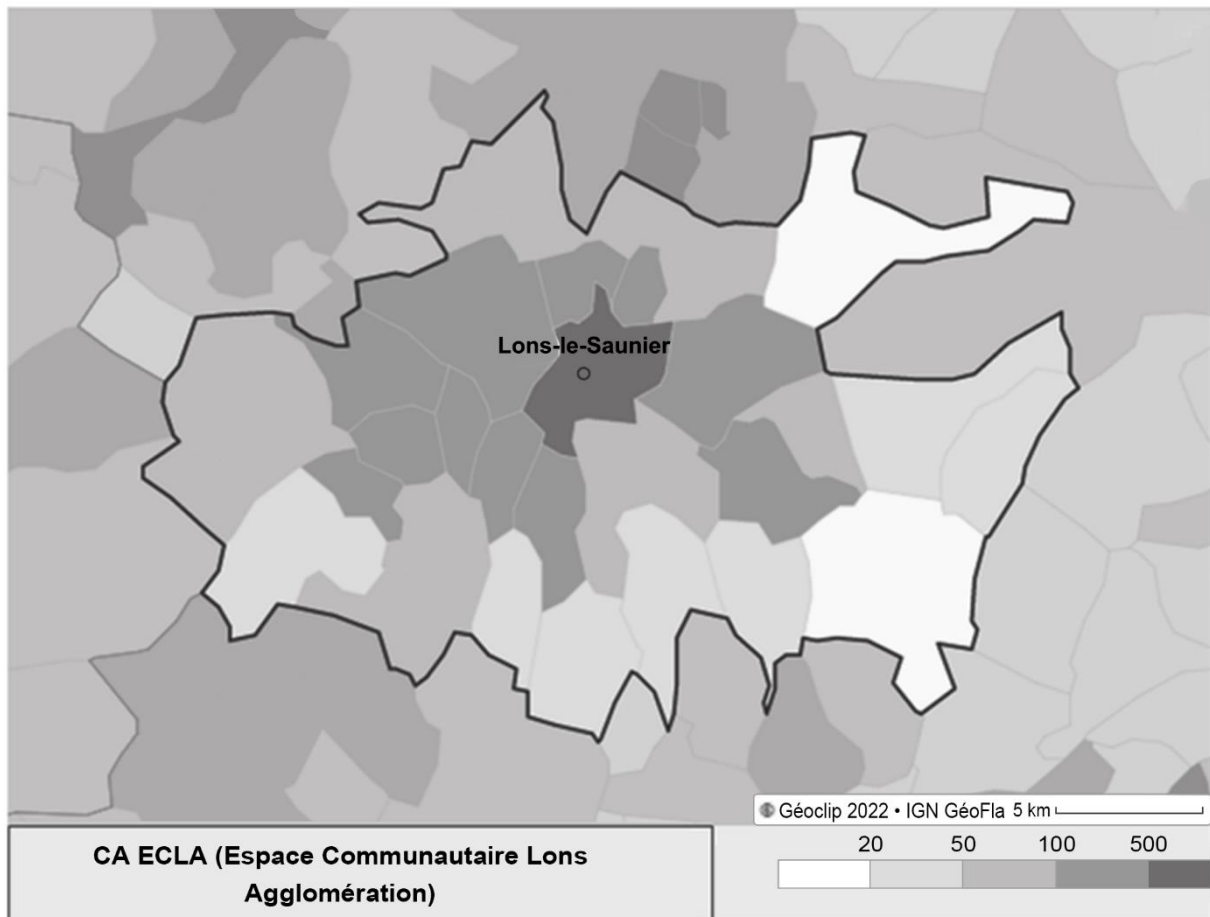 Lons-le-Saunier
Géoclip 2022 • IGN GéoFla 5 km
CA ECLA (Espace Communautaire Lons
Agglomération)
20 50 100 500